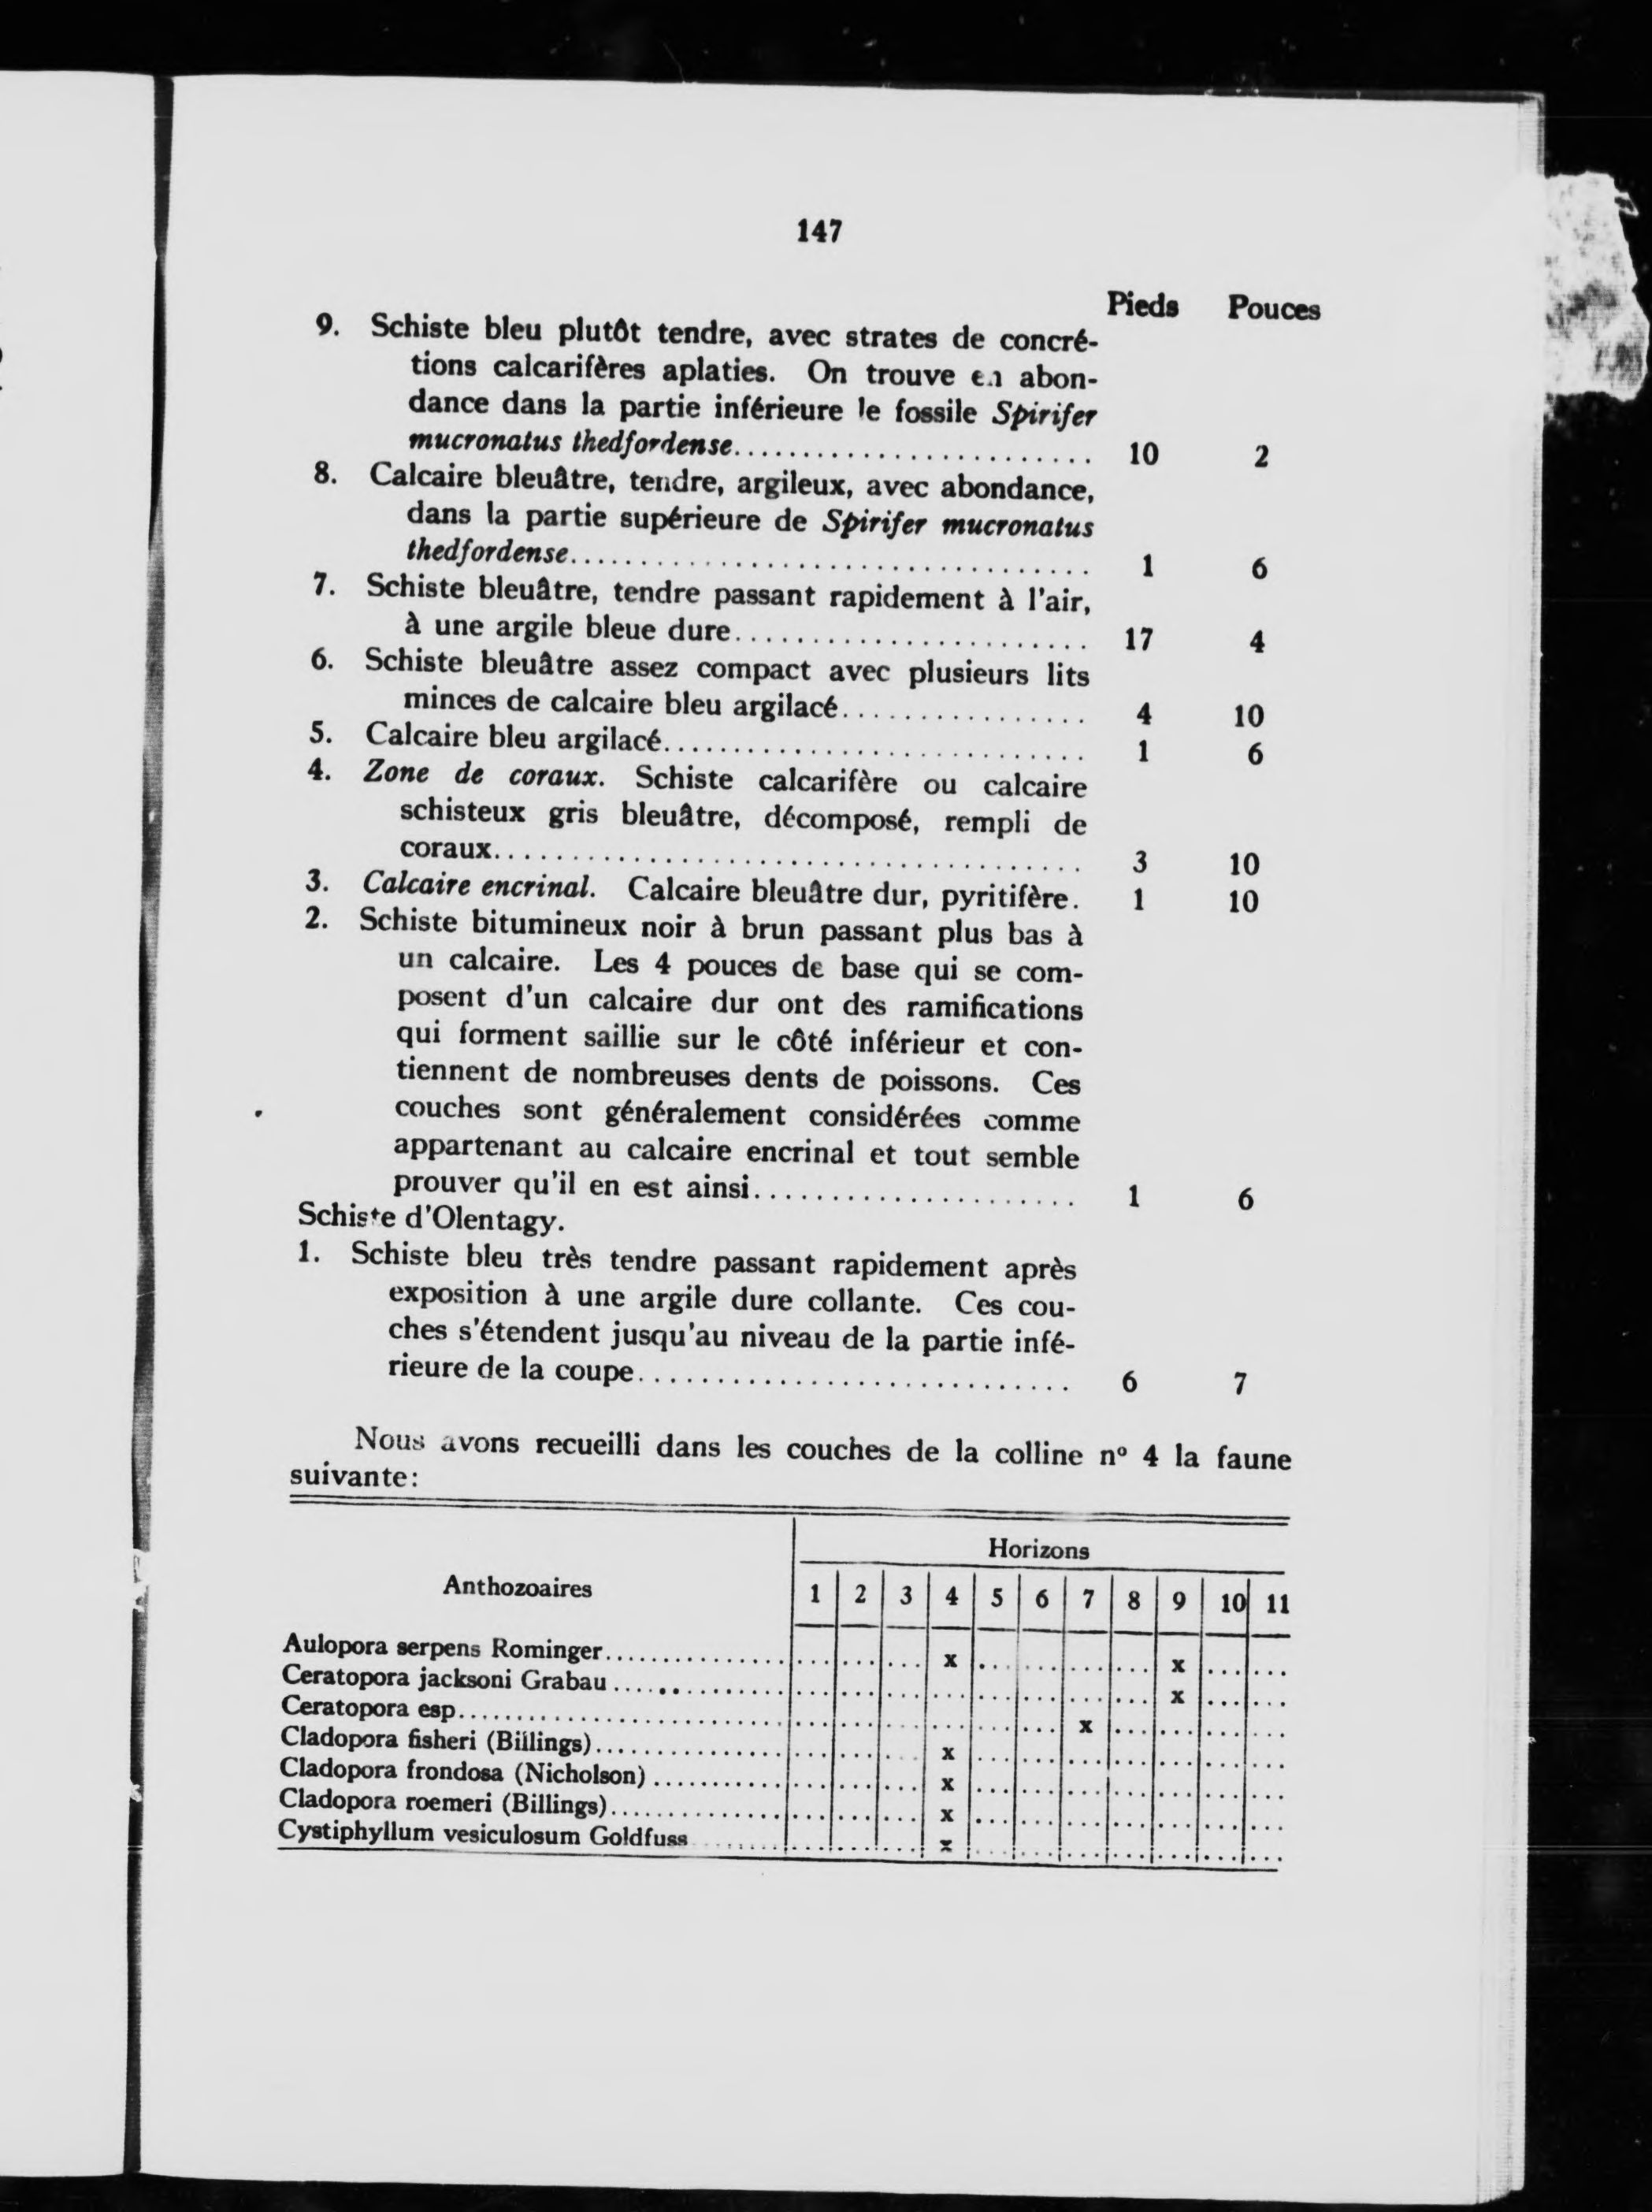 147
Pieds Pouces
9. Schiste bleu plutôt tendre, avec strates de concré-
tions calcarifères aplaties. On trouve en abon-
dance dans la partie inférieure le fossile Spirifer
mucronatus thedfordense........................ 10 2
8. Calcaire bleuâtre, tendre, argileux, avec abondance,
dans la partie supérieure de Spirifer mucronatus
thedfordense................................... 1 6
7. Schiste bleuâtre, tendre passant rapidement à l'air,
à une argile bleue dure....................... 17 4
6. Schiste bleuâtre assez compact avec plusieurs lits
minces de calcaire bleu argilacé................ 4 10
5. Calcaire bleu argilacé........................... 1 6
4. Zone de coraux. Schiste calcarifère ou calcaire
schisteux gris bleuâtre, décomposé, rempli de
coraux...................................... 3 10
3. Calcaire encrinal. Calcaire bleuâtre dur, pyritifère. 1 10
2. Schiste bitumineux noir à brun passant plus bas à
un calcaire. Les 4 pouces de base qui se com-
posent d'un calcaire dur ont des ramifications
qui forment saillie sur le côté inférieur et con-
tiennent de nombreuses dents de poissons. Ces
couches sont généralement considérées comme
appartenant au calcaire encrinal et tout semble
prouver qu'il en est ainsi..................... 1 6
Schiste d'Olentagy.
1. Schiste bleu très tendre passant rapidement après
exposition à une argile dure collante. Ces cou-
ches s'étendent jusqu'au niveau de la partie infé-
rieure de la coupe............................ 6 7
Nous avons recueilli dans les couches de la colline nº 4 la faune
suivante:
Horizons
Anthozoaires 1 2 3 4 5 6 7 8 9 10 11
Aulopora serpens Rominger............... ... ... ... x ... ... ... ... x ... ...
Ceratopora jacksoni Grabau............... ... ... ... ... ... ... ... ... x ... ...
Ceratopora esp......................... ... ... ... ... ... ... x ... ... ... ...
Cladopora fisheri (Billings)................ ... ... ... x ... ... ... ... ... ... ...
Cladopora frondosa (Nicholson)........... ... ... ... x ... ... ... ... ... ... ...
Cladopora roemeri (Billings).............. ... ... ... x ... ... ... ... ... ... ...
Cystiphyllum vesiculosum Goldfuss........ ... ... ... x ... ... ... ... ... ... ...